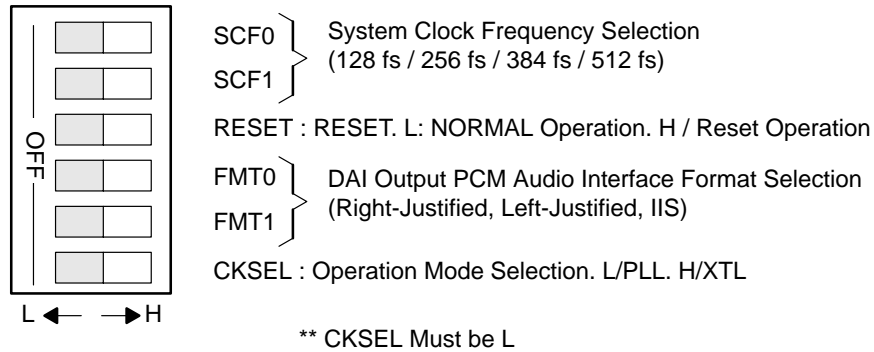 SCF0
System Clock Frequency Selection
(128 fs / 256 fs / 384 fs / 512 fs)
SCF1
RESET : RESET. L: NORMAL Operation. H / Reset Operation
OFF
FMT0
DAI Output PCM Audio Interface Format Selection
(Right-Justified, Left-Justified, IIS)
FMT1
CKSEL : Operation Mode Selection. L/PLL. H/XTL
L H
** CKSEL Must be L